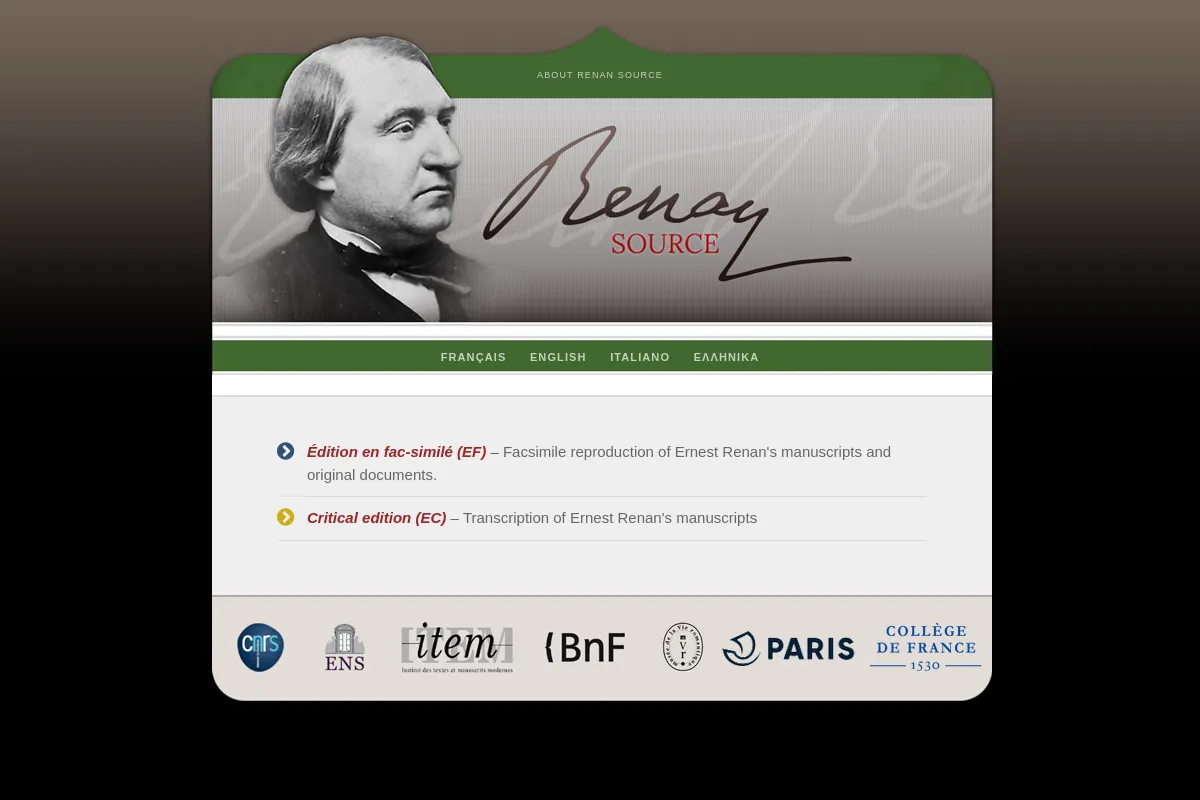 ABOUT RENAN SOURCE
Renan
SOURCE
FRANÇAIS ENGLISH ITALIANO ΕΛΛΗΝΙΚΑ
Édition en fac-similé (EF) – Facsimile reproduction of Ernest Renan's manuscripts and
original documents.
Critical edition (EC) – Transcription of Ernest Renan's manuscripts
cnrs
ENS
item
Institut des textes et manuscrits modernes
BnF
musée de la Vie romantique
mvr
PARIS
COLLÈGE
DE FRANCE
1530